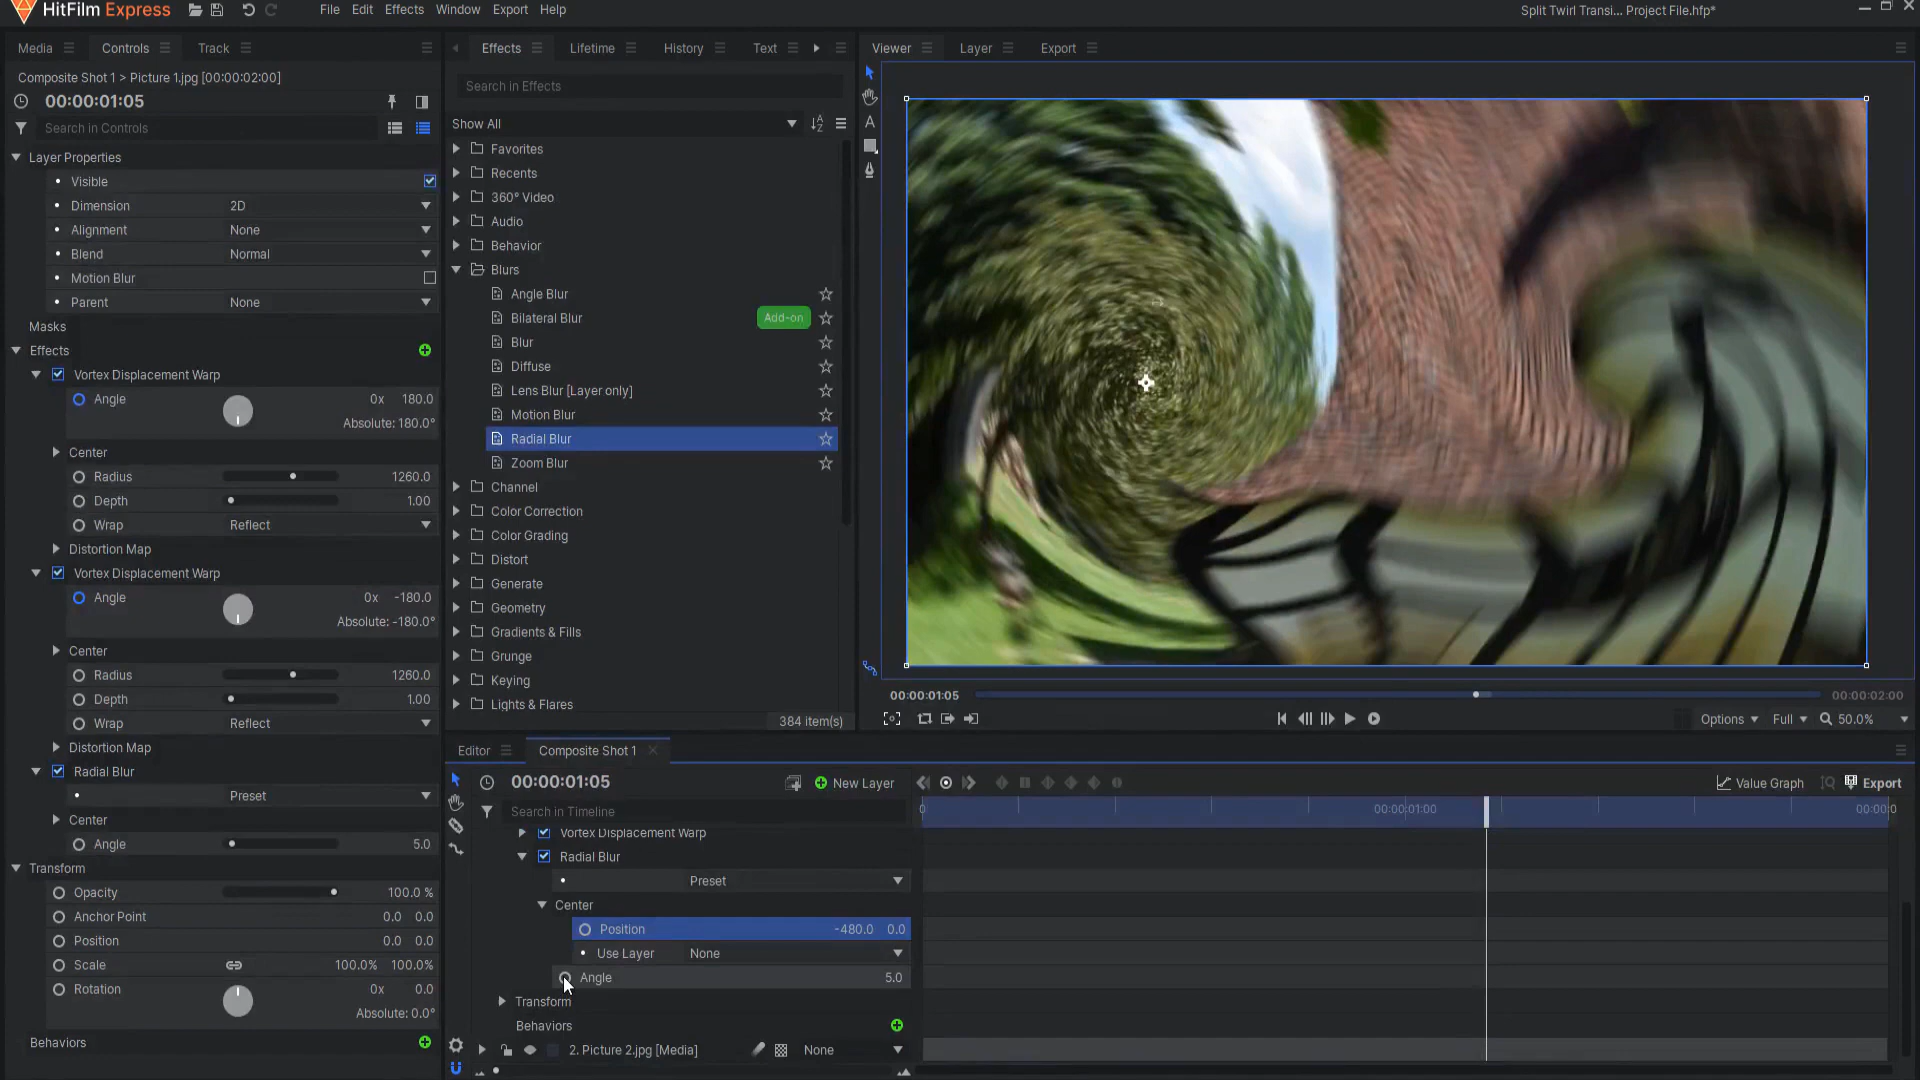 HitFilm Express File Edit Effects Window Export Help Split Twirl Transi... Project File.hfp*
Media Controls Track Effects Lifetime History Text Viewer Layer Export
Composite Shot 1 > Picture 1.jpg [00:00:02:00]
00:00:01:05
Search in Controls
Layer Properties
Visible
Dimension 2D
Alignment None
Blend Normal
Motion Blur
Parent None
Masks
Effects
Vortex Displacement Warp
Angle 0x 180.0
Absolute: 180.0°
Center
Radius 1260.0
Depth 1.00
Wrap Reflect
Distortion Map
Vortex Displacement Warp
Angle 0x -180.0
Absolute: -180.0°
Center
Radius 1260.0
Depth 1.00
Wrap Reflect
Distortion Map
Radial Blur
Preset
Center
Angle 5.0
Transform
Opacity 100.0 %
Anchor Point 0.0 0.0
Position 0.0 0.0
Scale 100.0% 100.0%
Rotation 0x 0.0
Absolute: 0.0°
Behaviors
Search in Effects
Show All
Favorites
Recents
360° Video
Audio
Behavior
Blurs
Angle Blur
Bilateral Blur Add-on
Blur
Diffuse
Lens Blur [Layer only]
Motion Blur
Radial Blur
Zoom Blur
Channel
Color Correction
Color Grading
Distort
Generate
Geometry
Gradients & Fills
Grunge
Keying
Lights & Flares
384 item(s)
A
00:00:01:05 00:00:02:00
Options Full 50.0%
Editor Composite Shot 1
00:00:01:05 New Layer Value Graph Export
Search in Timeline 0 00:00:01:00 00:00:0
Vortex Displacement Warp
Radial Blur
Preset
Center
Position -480.0 0.0
Use Layer None
Angle 5.0
Transform
Behaviors
2. Picture 2.jpg [Media] None